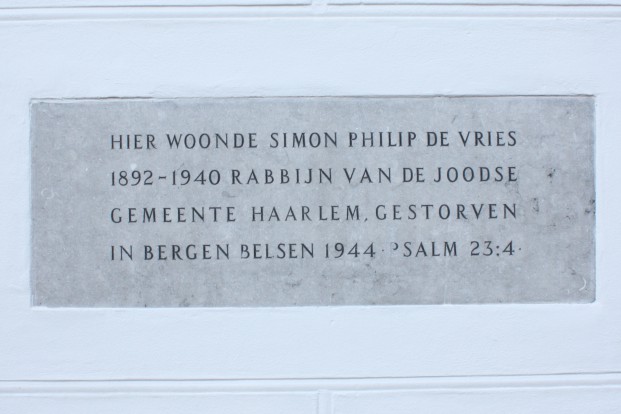 HIER WOONDE SIMON PHILIP DE VRIES
1892-1940 RABBIJN VAN DE JOODSE
GEMEENTE HAARLEM, GESTORVEN
IN BERGEN BELSEN 1944 · PSALM 23:4·